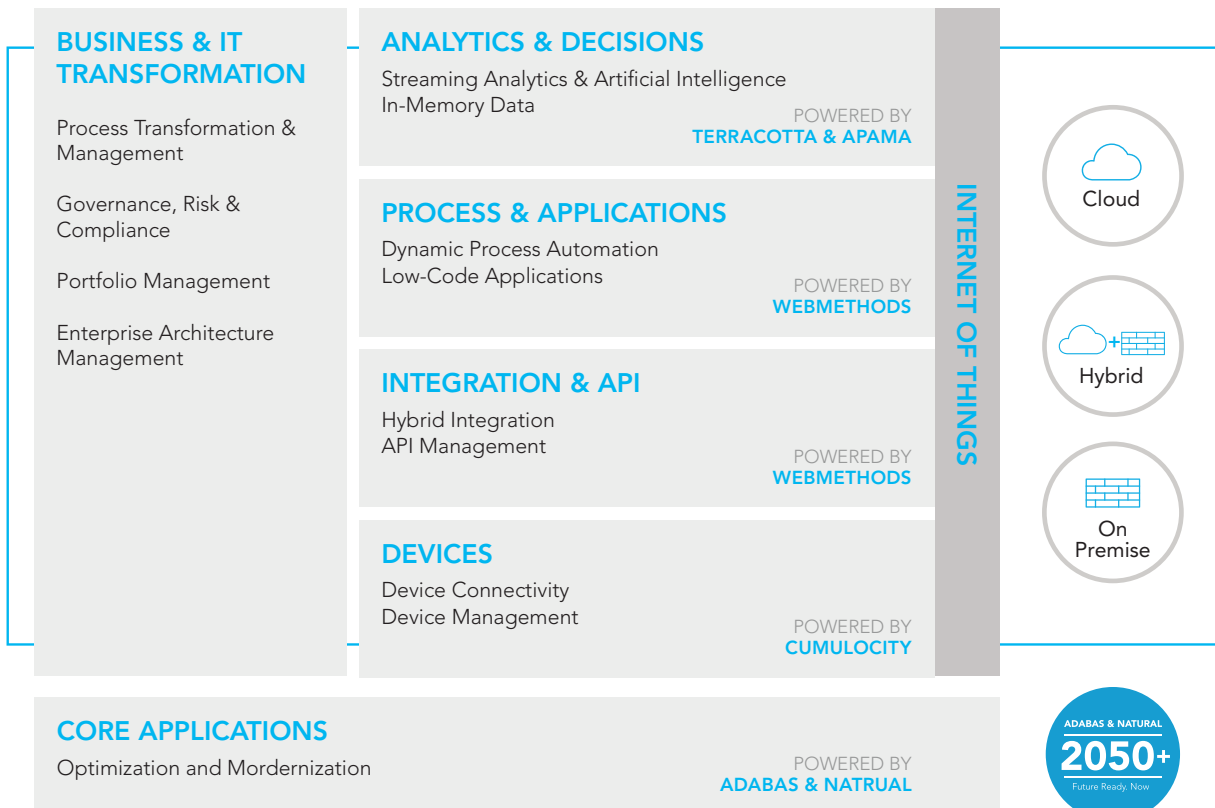 BUSINESS & IT
TRANSFORMATION
Process Transformation &
Management
Governance, Risk &
Compliance
Portfolio Management
Enterprise Architecture
Management
ANALYTICS & DECISIONS
Streaming Analytics & Artificial Intelligence
In-Memory Data
POWERED BY
TERRACOTTA & APAMA
PROCESS & APPLICATIONS
Dynamic Process Automation
Low-Code Applications
POWERED BY
WEBMETHODS
INTEGRATION & API
Hybrid Integration
API Management
POWERED BY
WEBMETHODS
DEVICES
Device Connectivity
Device Management
POWERED BY
CUMULOCITY
INTERNET OF THINGS
Cloud
+
Hybrid
On
Premise
CORE APPLICATIONS
Optimization and Mordernization
POWERED BY
ADABAS & NATRUAL
ADABAS & NATURAL
2050+
Future Ready. Now